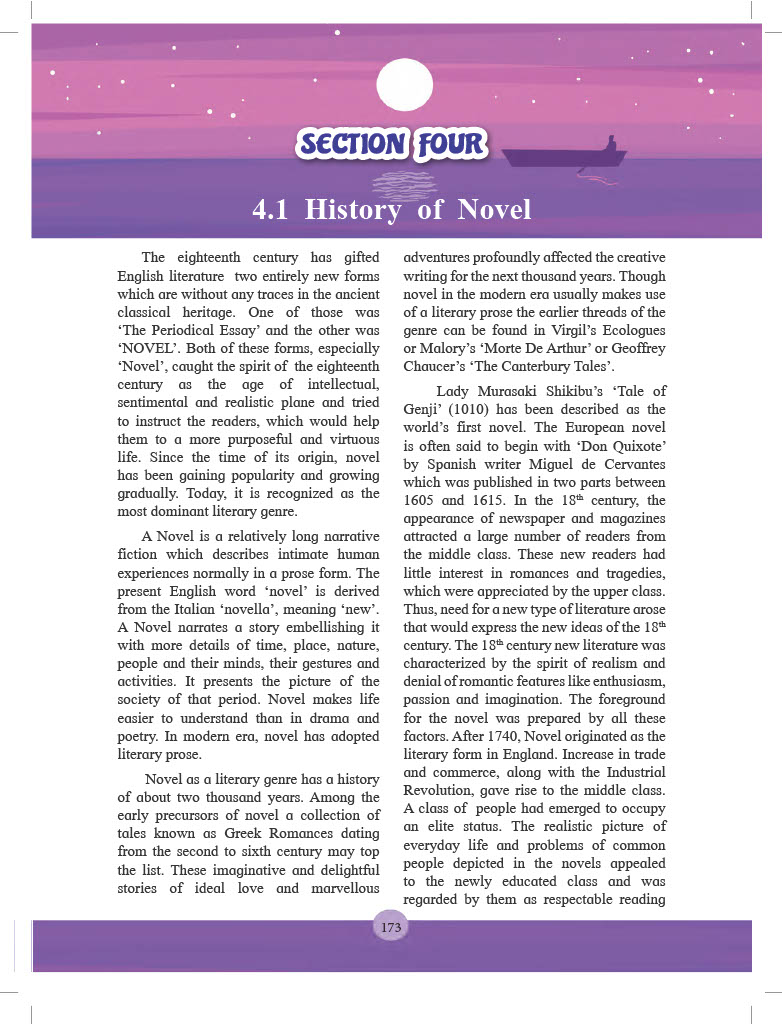 SECTION FOUR
4.1 History of Novel
The eighteenth century has gifted
English literature two entirely new forms
which are without any traces in the ancient
classical heritage. One of those was
‘The Periodical Essay’ and the other was
‘NOVEL’. Both of these forms, especially
‘Novel’, caught the spirit of the eighteenth
century as the age of intellectual,
sentimental and realistic plane and tried
to instruct the readers, which would help
them to a more purposeful and virtuous
life. Since the time of its origin, novel
has been gaining popularity and growing
gradually. Today, it is recognized as the
most dominant literary genre.
A Novel is a relatively long narrative
fiction which describes intimate human
experiences normally in a prose form. The
present English word ‘novel’ is derived
from the Italian ‘novella’, meaning ‘new’.
A Novel narrates a story embellishing it
with more details of time, place, nature,
people and their minds, their gestures and
activities. It presents the picture of the
society of that period. Novel makes life
easier to understand than in drama and
poetry. In modern era, novel has adopted
literary prose.
Novel as a literary genre has a history
of about two thousand years. Among the
early precursors of novel a collection of
tales known as Greek Romances dating
from the second to sixth century may top
the list. These imaginative and delightful
stories of ideal love and marvellous
adventures profoundly affected the creative
writing for the next thousand years. Though
novel in the modern era usually makes use
of a literary prose the earlier threads of the
genre can be found in Virgil’s Ecologues
or Malory’s ‘Morte De Arthur’ or Geoffrey
Chaucer’s ‘The Canterbury Tales’.
Lady Murasaki Shikibu’s ‘Tale of
Genji’ (1010) has been described as the
world’s first novel. The European novel
is often said to begin with ‘Don Quixote’
by Spanish writer Miguel de Cervantes
which was published in two parts between
1605 and 1615. In the 18th century, the
appearance of newspaper and magazines
attracted a large number of readers from
the middle class. These new readers had
little interest in romances and tragedies,
which were appreciated by the upper class.
Thus, need for a new type of literature arose
that would express the new ideas of the 18th
century. The 18th century new literature was
characterized by the spirit of realism and
denial of romantic features like enthusiasm,
passion and imagination. The foreground
for the novel was prepared by all these
factors. After 1740, Novel originated as the
literary form in England. Increase in trade
and commerce, along with the Industrial
Revolution, gave rise to the middle class.
A class of people had emerged to occupy
an elite status. The realistic picture of
everyday life and problems of common
people depicted in the novels appealed
to the newly educated class and was
regarded by them as respectable reading
173